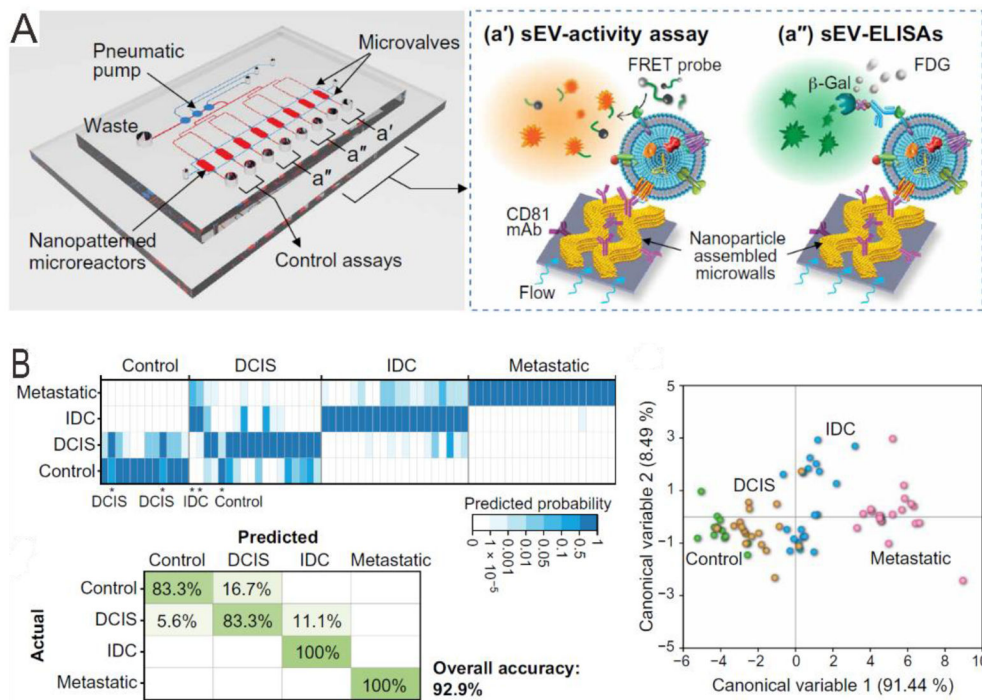 A
Pneumatic
pump
Microvalves
Waste
a′
a″
a″
Nanopatterned
microreactors
Control assays
(a′) sEV-activity assay
FRET probe
CD81
mAb
Flow
Nanoparticle
assembled
microwalls
(a″) sEV-ELISAs
β-Gal
FDG
B
Control DCIS IDC Metastatic
Metastatic
IDC
DCIS
Control
* * * * *
DCIS DCIS IDC Control
Predicted probability
0
1 × 10⁻⁵
0.001
0.01
0.05
0.2
0.5
1
Predicted
Control DCIS IDC Metastatic
Actual
Control 83.3% 16.7%
DCIS 5.6% 83.3% 11.1%
IDC 100%
Metastatic 100%
Overall accuracy:
92.9%
Canonical variable 2 (8.49 %)
5
3
1
−1
−3
−5
IDC
DCIS
Control
Metastatic
−6 −4 −2 0 2 4 6 8 10
Canonical variable 1 (91.44 %)